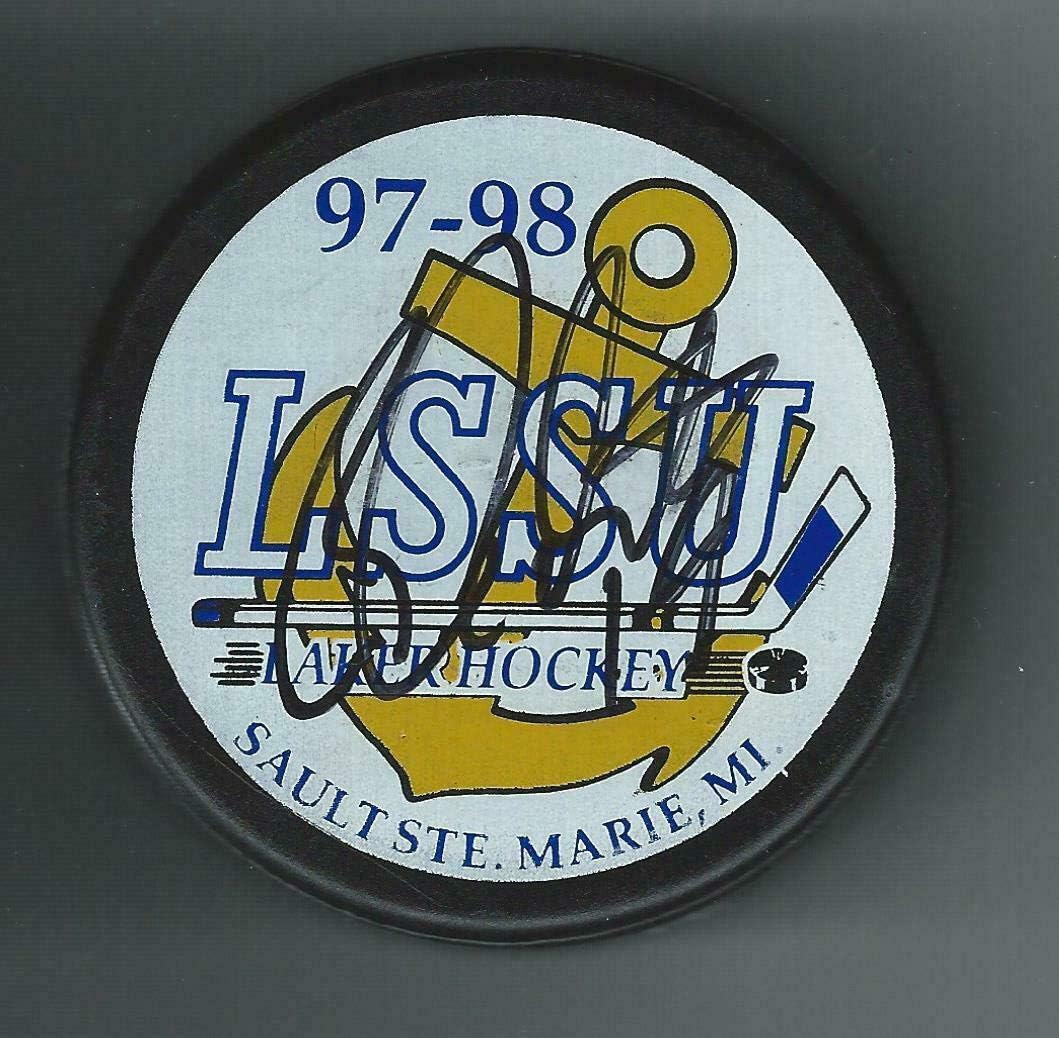 97-98
LSSU
LAKER HOCKEY
SAULT STE. MARIE, MI.